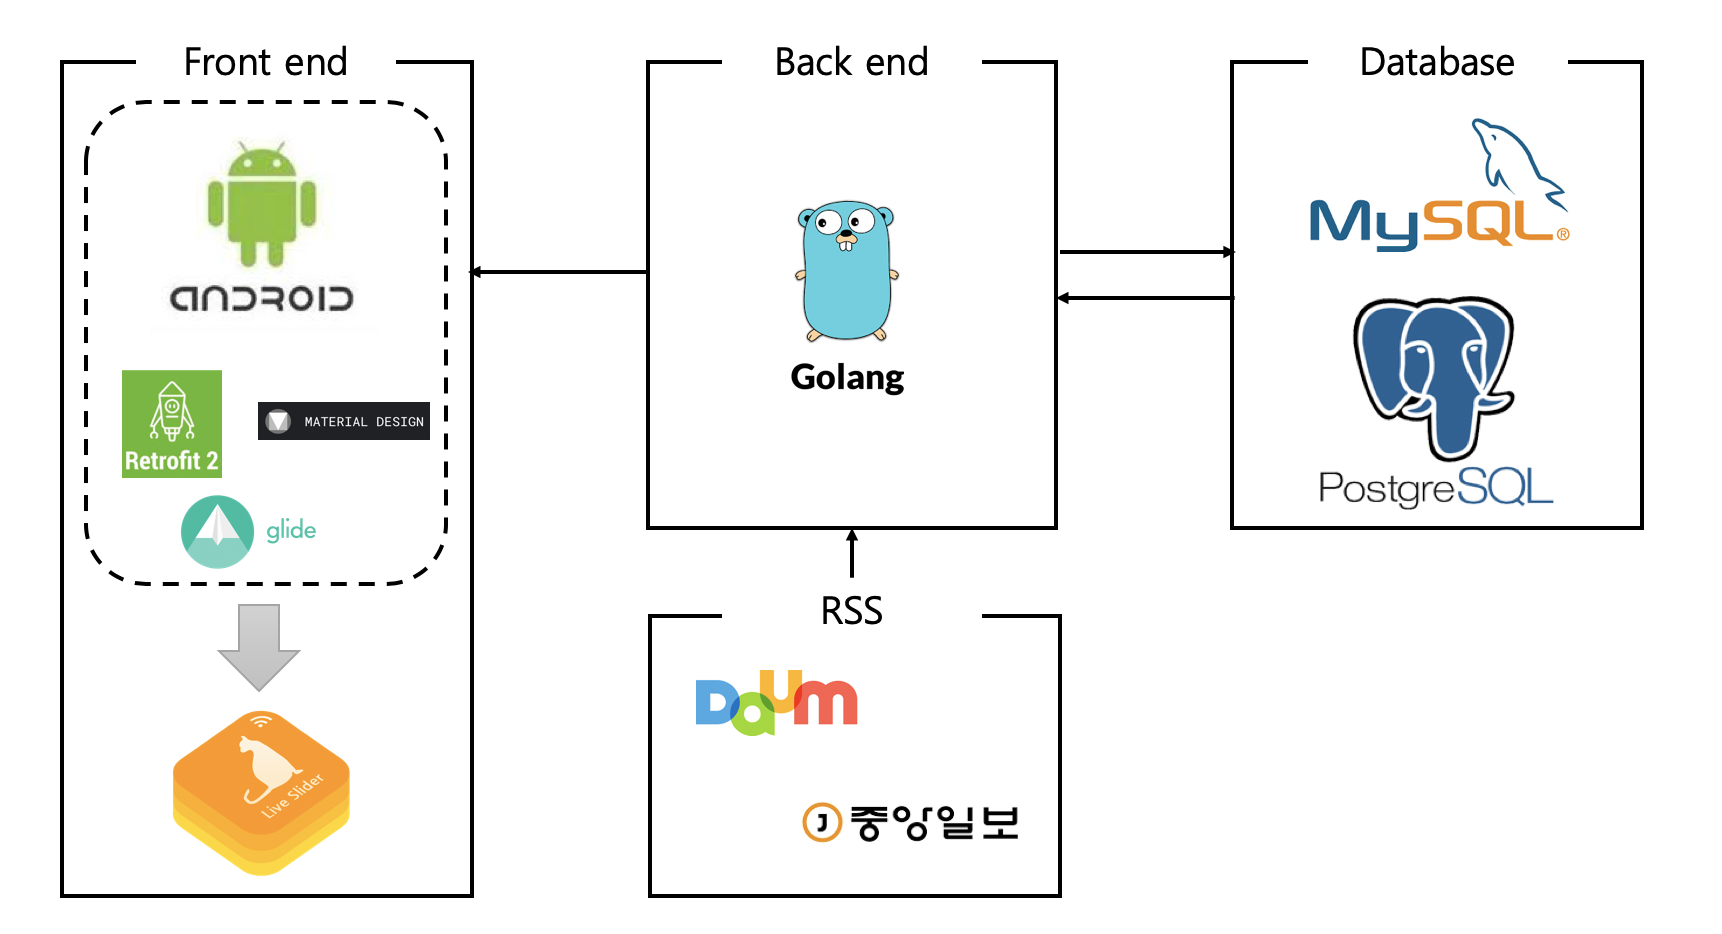 Front end
ANDROID
Retrofit 2
MATERIAL DESIGN
glide
Live Slider
Back end
Golang
Database
MySQL®
PostgreSQL
RSS
Daum
J 중앙일보